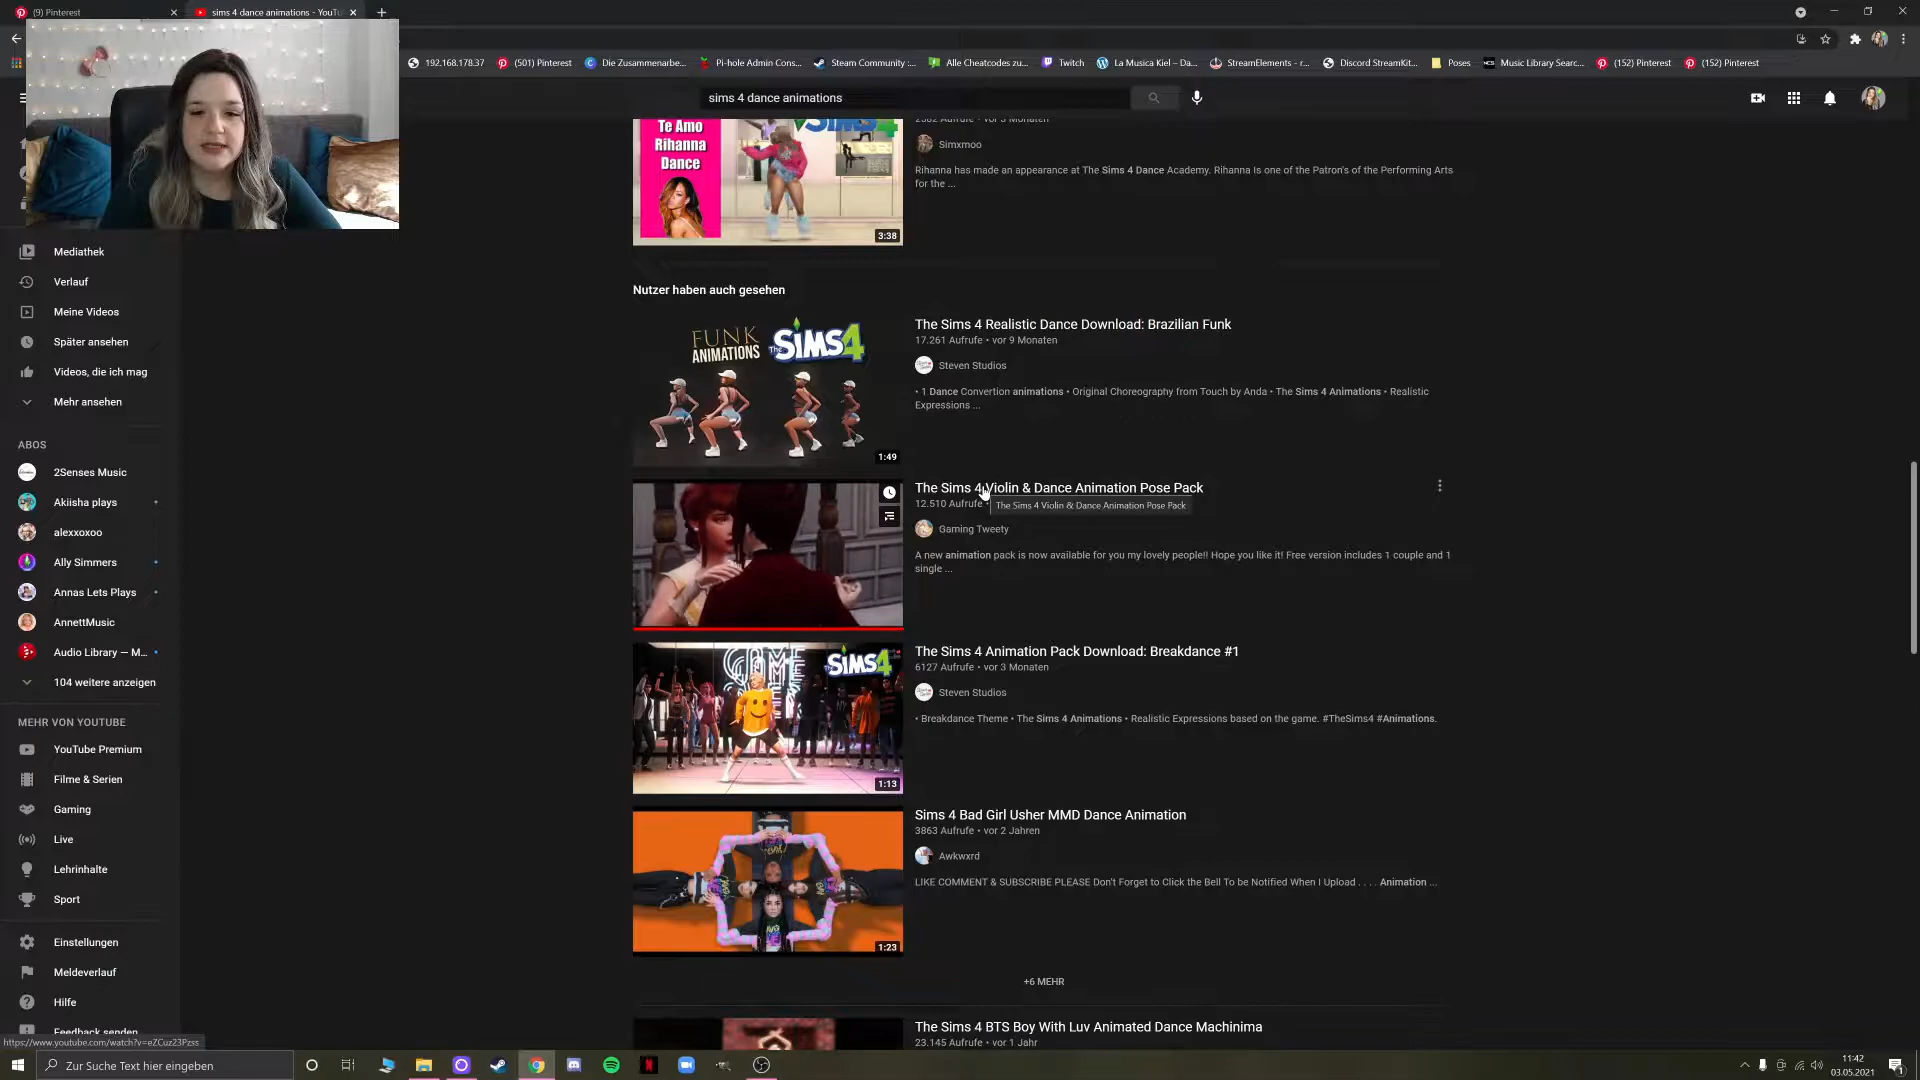 (9) Pinterest
sims 4 dance animations - YouTu
192.168.178.37
(501) Pinterest
Die Zusammenarbe...
Pi-hole Admin Cons...
Steam Community :...
Alle Cheatcodes zu...
Twitch
La Musica Kiel – Da...
StreamElements - r...
Discord StreamKit...
Poses
Music Library Searc...
(152) Pinterest
(152) Pinterest
sims 4 dance animations
Te Amo
Rihanna
Dance
3:38
2382 Aufrufe • vor 3 Monaten
Simxmoo
Rihanna has made an appearance at The Sims 4 Dance Academy. Rihanna Is one of the Patron's of the Performing Arts
for the ...
Mediathek
Verlauf
Meine Videos
Später ansehen
Videos, die ich mag
Mehr ansehen
ABOS
2Senses Music
Akiisha plays
alexxoxoo
Ally Simmers
Annas Lets Plays
AnnettMusic
Audio Library — M...
104 weitere anzeigen
MEHR VON YOUTUBE
YouTube Premium
Filme & Serien
Gaming
Live
Lehrinhalte
Sport
Einstellungen
Meldeverlauf
Hilfe
Feedback senden
Nutzer haben auch gesehen
FUNK
ANIMATIONS
The SIMS 4
1:49
The Sims 4 Realistic Dance Download: Brazilian Funk
17.261 Aufrufe • vor 9 Monaten
Steven Studios
• 1 Dance Convertion animations • Original Choreography from Touch by Anda • The Sims 4 Animations • Realistic
Expressions ...
The Sims 4 Violin & Dance Animation Pose Pack
12.510 Aufrufe •
The Sims 4 Violin & Dance Animation Pose Pack
Gaming Tweety
A new animation pack is now available for you my lovely people!! Hope you like it! Free version includes 1 couple and 1
single ...
GAME
SIMS 4
1:13
The Sims 4 Animation Pack Download: Breakdance #1
6127 Aufrufe • vor 3 Monaten
Steven Studios
• Breakdance Theme • The Sims 4 Animations • Realistic Expressions based on the game. #TheSims4 #Animations.
1:23
Sims 4 Bad Girl Usher MMD Dance Animation
3863 Aufrufe • vor 2 Jahren
Awkwxrd
LIKE COMMENT & SUBSCRIBE PLEASE Don't Forget to Click the Bell To be Notified When I Upload . . . . Animation ...
+6 MEHR
The Sims 4 BTS Boy With Luv Animated Dance Machinima
23.145 Aufrufe • vor 1 Jahr
https://www.youtube.com/watch?v=eZCuz23Pzss
Zur Suche Text hier eingeben
11:42
03.05.2021